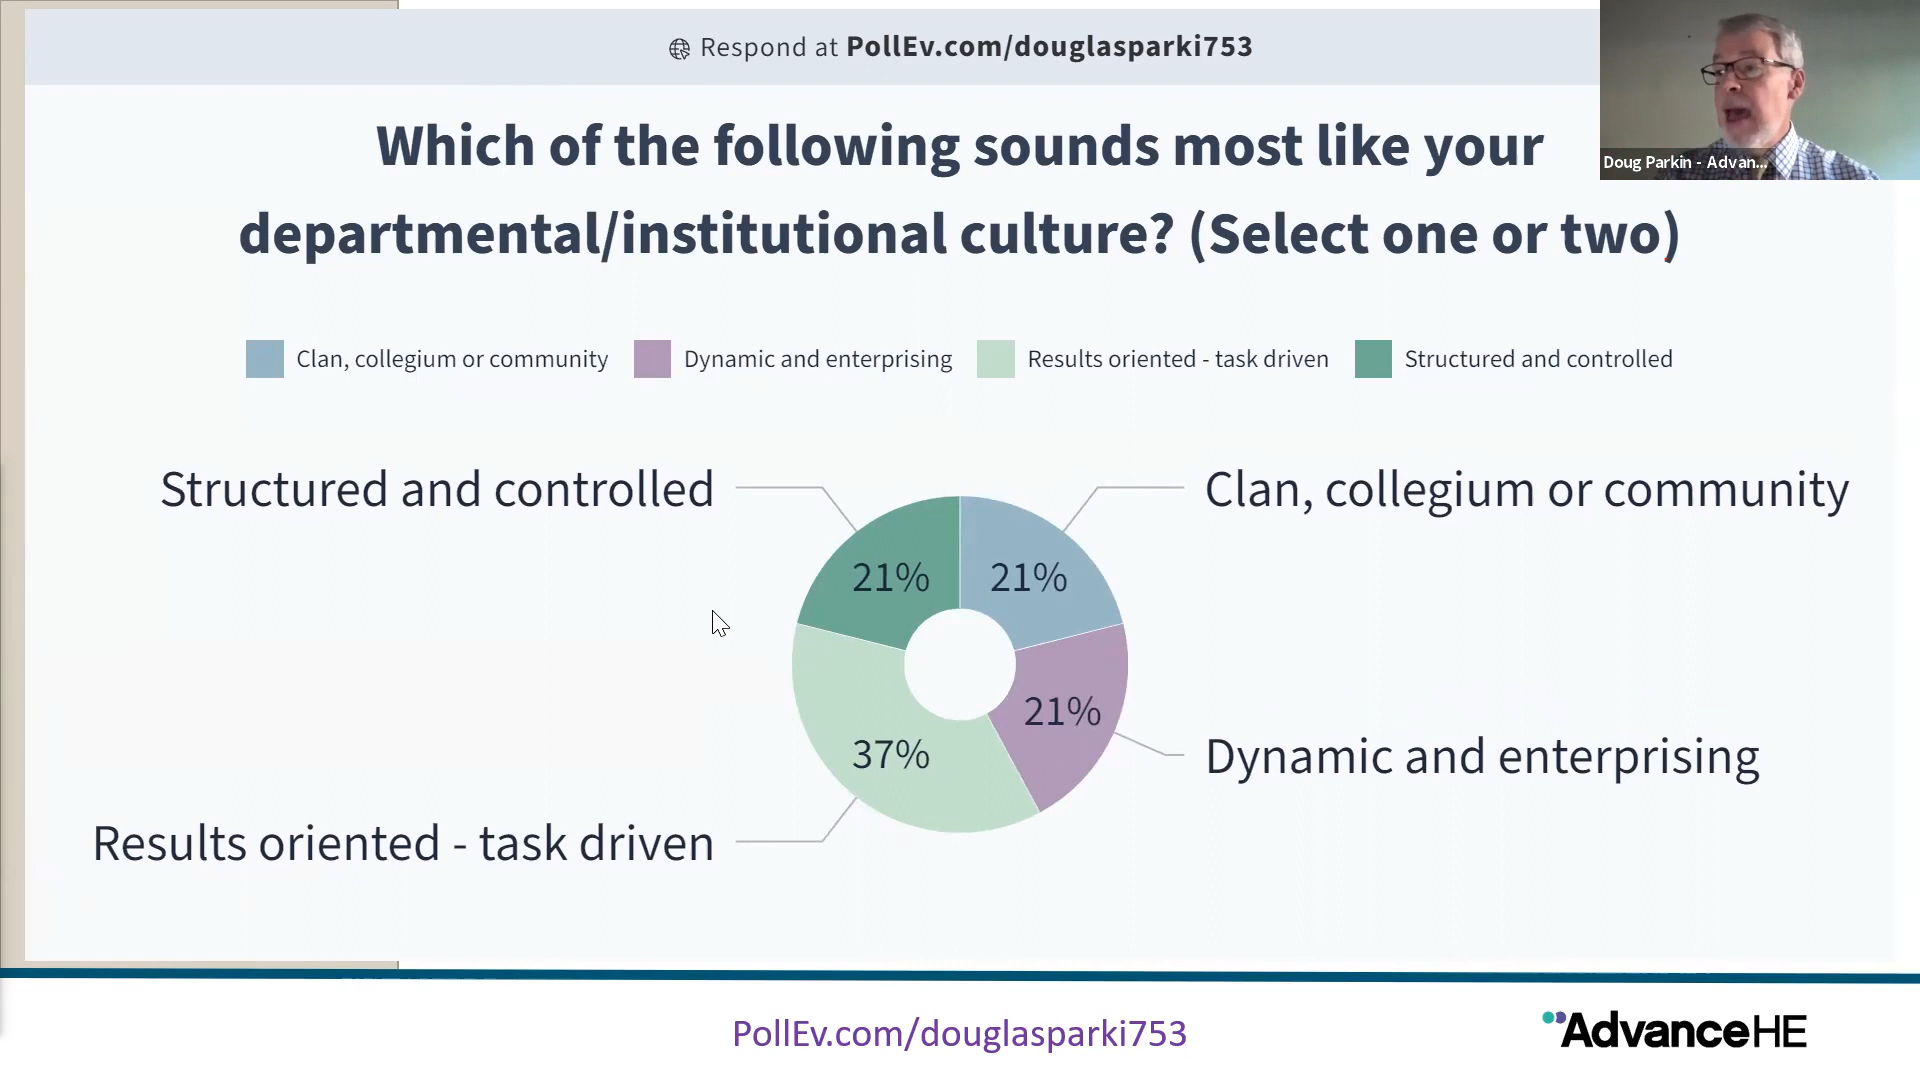 Respond at PollEv.com/douglasparki753
Doug Parkin - Advan...
Which of the following sounds most like your
departmental/institutional culture? (Select one or two)
Clan, collegium or community
Dynamic and enterprising
Results oriented - task driven
Structured and controlled
Structured and controlled
Clan, collegium or community
21%
21%
21%
37%
Dynamic and enterprising
Results oriented - task driven
PollEv.com/douglasparki753
AdvanceHE